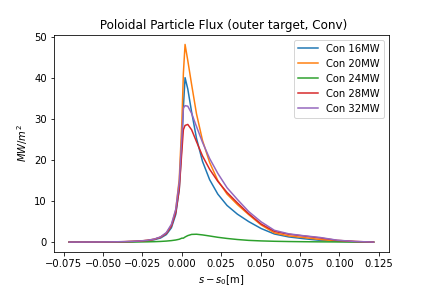 Poloidal Particle Flux (outer target, Conv)
50
40
30
20
10
0
MW/m²
Con 16MW
Con 20MW
Con 24MW
Con 28MW
Con 32MW
−0.075 −0.050 −0.025 0.000 0.025 0.050 0.075 0.100 0.125
s − s₀[m]